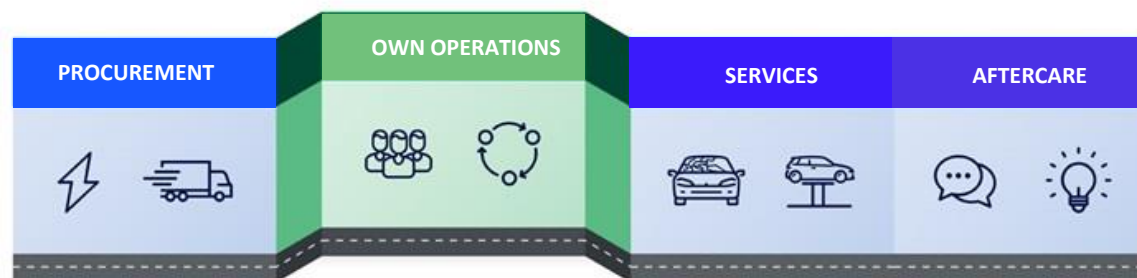 PROCUREMENT
OWN OPERATIONS
SERVICES
AFTERCARE